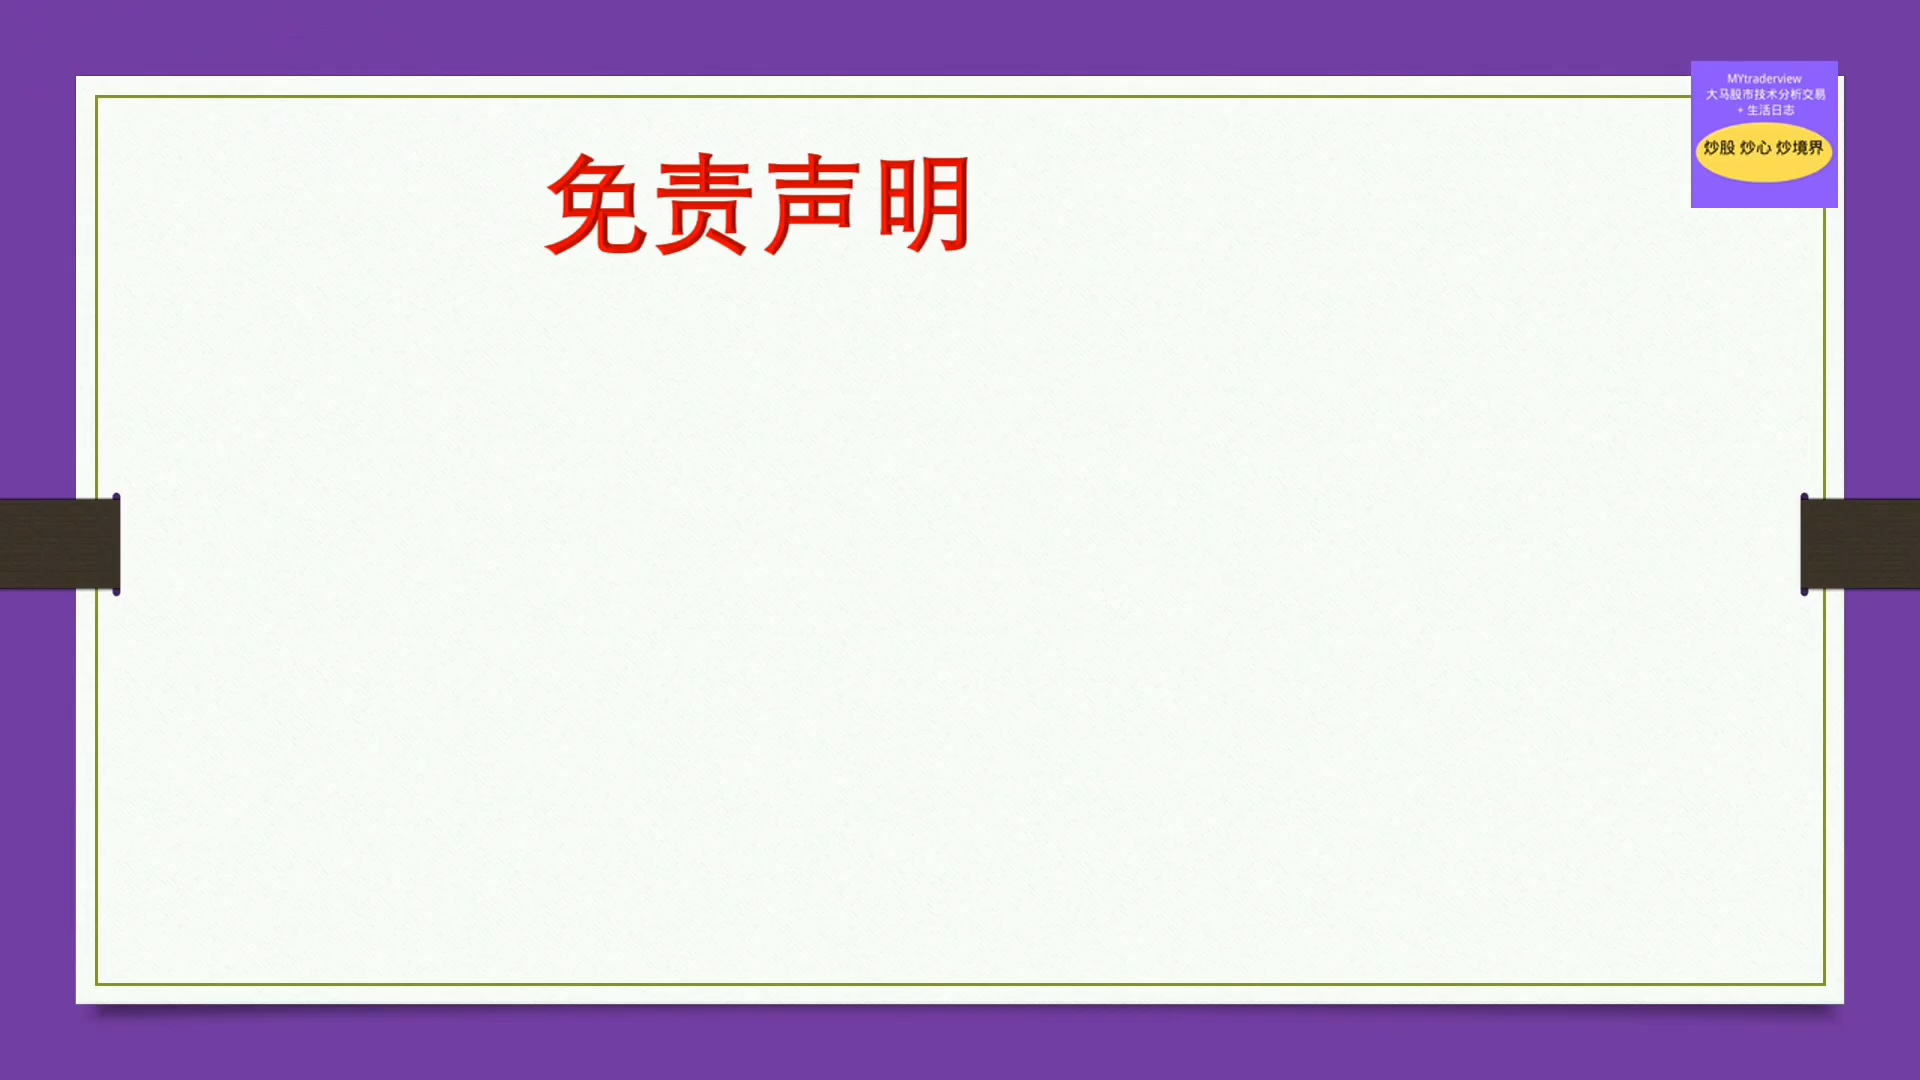 免责声明
MYtraderview
大马股市技术分析交易
+ 生活日志
炒股 炒心 炒境界